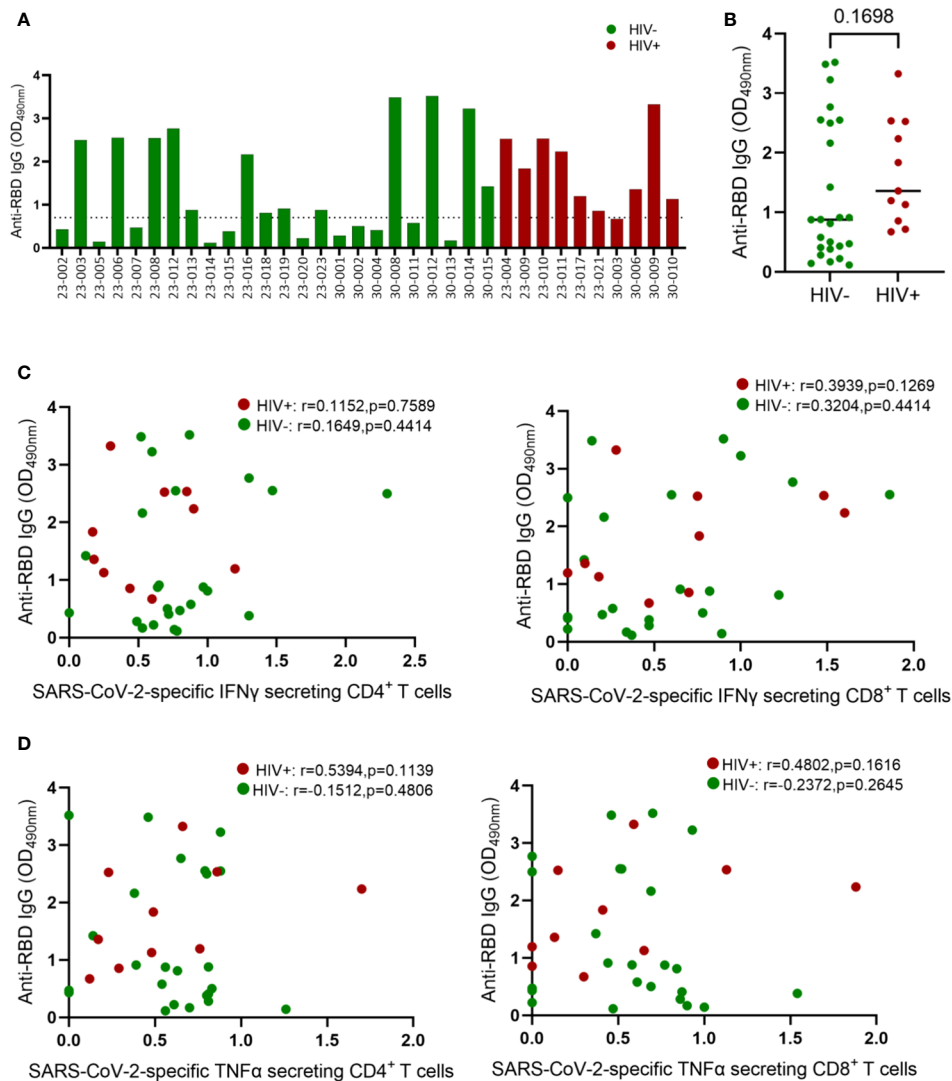 A
HIV-
HIV+
Anti-RBD IgG (OD490nm)
4
3
2
1
0
23-002
23-003
23-005
23-006
23-007
23-008
23-012
23-013
23-014
23-015
23-016
23-018
23-019
23-020
23-023
30-001
30-002
30-004
30-008
30-011
30-012
30-013
30-014
30-015
23-004
23-009
23-010
23-011
23-017
23-021
30-003
30-006
30-009
30-010
B
0.1698
Anti-RBD IgG (OD490nm)
4
3
2
1
0
HIV-
HIV+
C
HIV+: r=0.1152,p=0.7589
HIV-: r=0.1649,p=0.4414
Anti-RBD IgG (OD490nm)
4
3
2
1
0
0.0 0.5 1.0 1.5 2.0 2.5
SARS-CoV-2-specific IFNγ secreting CD4+ T cells
HIV+: r=0.3939,p=0.1269
HIV-: r=0.3204,p=0.4414
Anti-RBD IgG (OD490nm)
4
3
2
1
0
0.0 0.5 1.0 1.5 2.0
SARS-CoV-2-specific IFNγ secreting CD8+ T cells
D
HIV+: r=0.5394,p=0.1139
HIV-: r=-0.1512,p=0.4806
Anti-RBD IgG (OD490nm)
4
3
2
1
0
0.0 0.5 1.0 1.5 2.0
SARS-CoV-2-specific TNFα secreting CD4+ T cells
HIV+: r=0.4802,p=0.1616
HIV-: r=-0.2372,p=0.2645
Anti-RBD IgG (OD490nm)
4
3
2
1
0
0.0 0.5 1.0 1.5 2.0
SARS-CoV-2-specific TNFα secreting CD8+ T cells